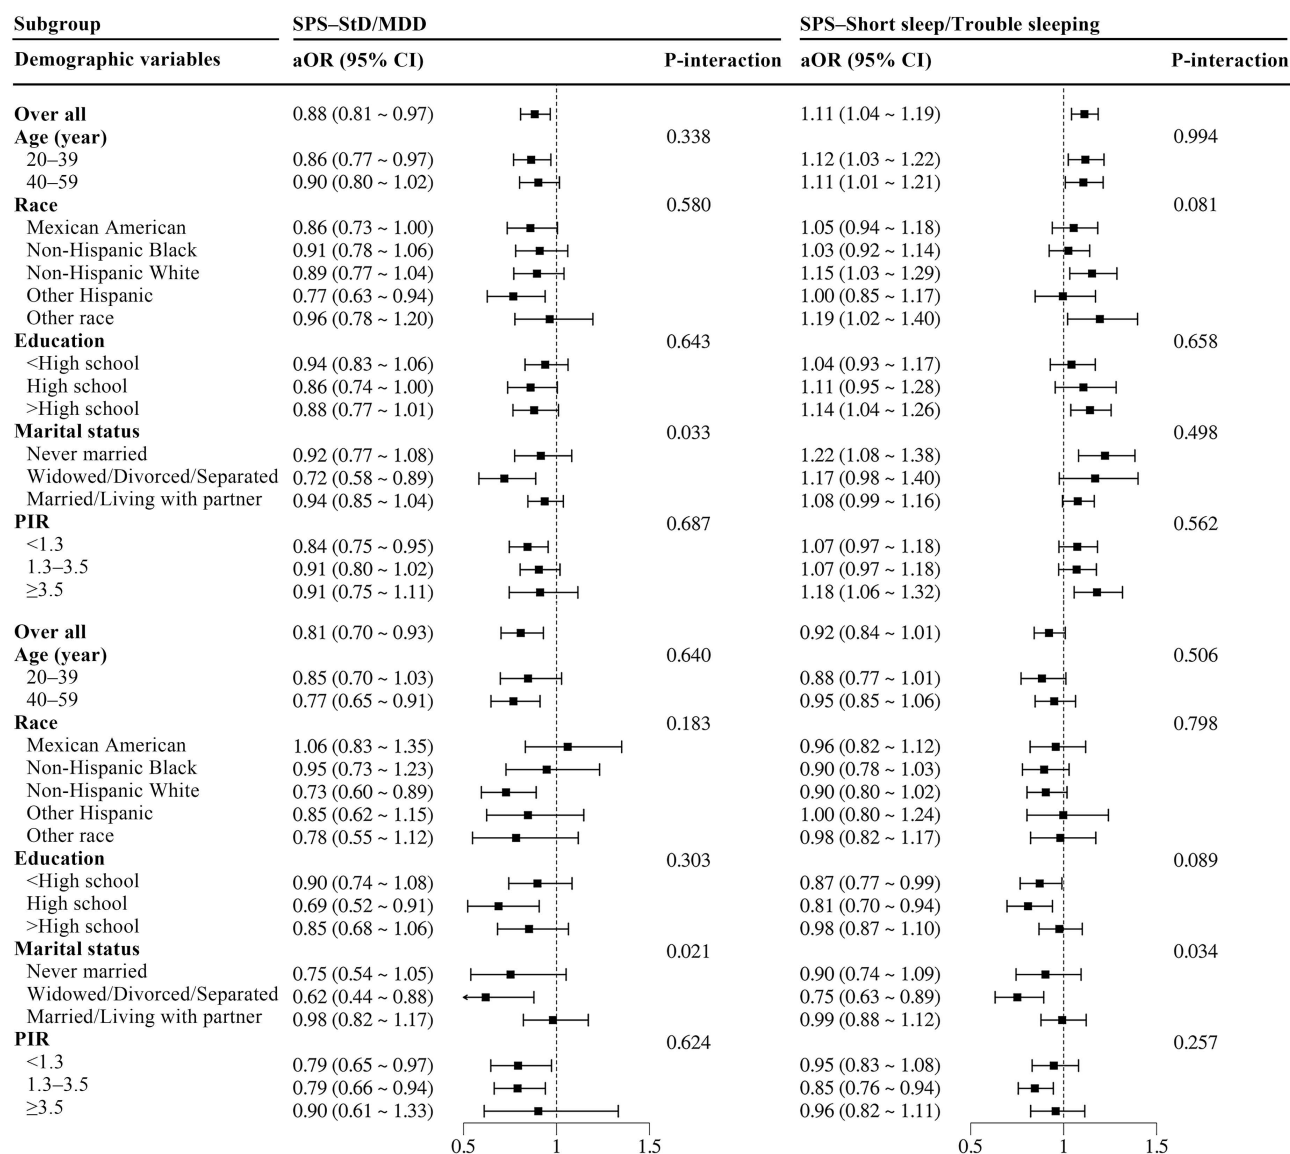 Subgroup SPS–StD/MDD SPS–Short sleep/Trouble sleeping
Demographic variables aOR (95% CI) P-interaction aOR (95% CI) P-interaction
Over all 0.88 (0.81 ~ 0.97) 1.11 (1.04 ~ 1.19)
Age (year) 0.338 0.994
20–39 0.86 (0.77 ~ 0.97) 1.12 (1.03 ~ 1.22)
40–59 0.90 (0.80 ~ 1.02) 1.11 (1.01 ~ 1.21)
Race 0.580 0.081
Mexican American 0.86 (0.73 ~ 1.00) 1.05 (0.94 ~ 1.18)
Non-Hispanic Black 0.91 (0.78 ~ 1.06) 1.03 (0.92 ~ 1.14)
Non-Hispanic White 0.89 (0.77 ~ 1.04) 1.15 (1.03 ~ 1.29)
Other Hispanic 0.77 (0.63 ~ 0.94) 1.00 (0.85 ~ 1.17)
Other race 0.96 (0.78 ~ 1.20) 1.19 (1.02 ~ 1.40)
Education 0.643 0.658
<High school 0.94 (0.83 ~ 1.06) 1.04 (0.93 ~ 1.17)
High school 0.86 (0.74 ~ 1.00) 1.11 (0.95 ~ 1.28)
>High school 0.88 (0.77 ~ 1.01) 1.14 (1.04 ~ 1.26)
Marital status 0.033 0.498
Never married 0.92 (0.77 ~ 1.08) 1.22 (1.08 ~ 1.38)
Widowed/Divorced/Separated 0.72 (0.58 ~ 0.89) 1.17 (0.98 ~ 1.40)
Married/Living with partner 0.94 (0.85 ~ 1.04) 1.08 (0.99 ~ 1.16)
PIR 0.687 0.562
<1.3 0.84 (0.75 ~ 0.95) 1.07 (0.97 ~ 1.18)
1.3–3.5 0.91 (0.80 ~ 1.02) 1.07 (0.97 ~ 1.18)
≥3.5 0.91 (0.75 ~ 1.11) 1.18 (1.06 ~ 1.32)
Over all 0.81 (0.70 ~ 0.93) 0.92 (0.84 ~ 1.01)
Age (year) 0.640 0.506
20–39 0.85 (0.70 ~ 1.03) 0.88 (0.77 ~ 1.01)
40–59 0.77 (0.65 ~ 0.91) 0.95 (0.85 ~ 1.06)
Race 0.183 0.798
Mexican American 1.06 (0.83 ~ 1.35) 0.96 (0.82 ~ 1.12)
Non-Hispanic Black 0.95 (0.73 ~ 1.23) 0.90 (0.78 ~ 1.03)
Non-Hispanic White 0.73 (0.60 ~ 0.89) 0.90 (0.80 ~ 1.02)
Other Hispanic 0.85 (0.62 ~ 1.15) 1.00 (0.80 ~ 1.24)
Other race 0.78 (0.55 ~ 1.12) 0.98 (0.82 ~ 1.17)
Education 0.303 0.089
<High school 0.90 (0.74 ~ 1.08) 0.87 (0.77 ~ 0.99)
High school 0.69 (0.52 ~ 0.91) 0.81 (0.70 ~ 0.94)
>High school 0.85 (0.68 ~ 1.06) 0.98 (0.87 ~ 1.10)
Marital status 0.021 0.034
Never married 0.75 (0.54 ~ 1.05) 0.90 (0.74 ~ 1.09)
Widowed/Divorced/Separated 0.62 (0.44 ~ 0.88) 0.75 (0.63 ~ 0.89)
Married/Living with partner 0.98 (0.82 ~ 1.17) 0.99 (0.88 ~ 1.12)
PIR 0.624 0.257
<1.3 0.79 (0.65 ~ 0.97) 0.95 (0.83 ~ 1.08)
1.3–3.5 0.79 (0.66 ~ 0.94) 0.85 (0.76 ~ 0.94)
≥3.5 0.90 (0.61 ~ 1.33) 0.96 (0.82 ~ 1.11)
0.5 1 1.5 0.5 1 1.5